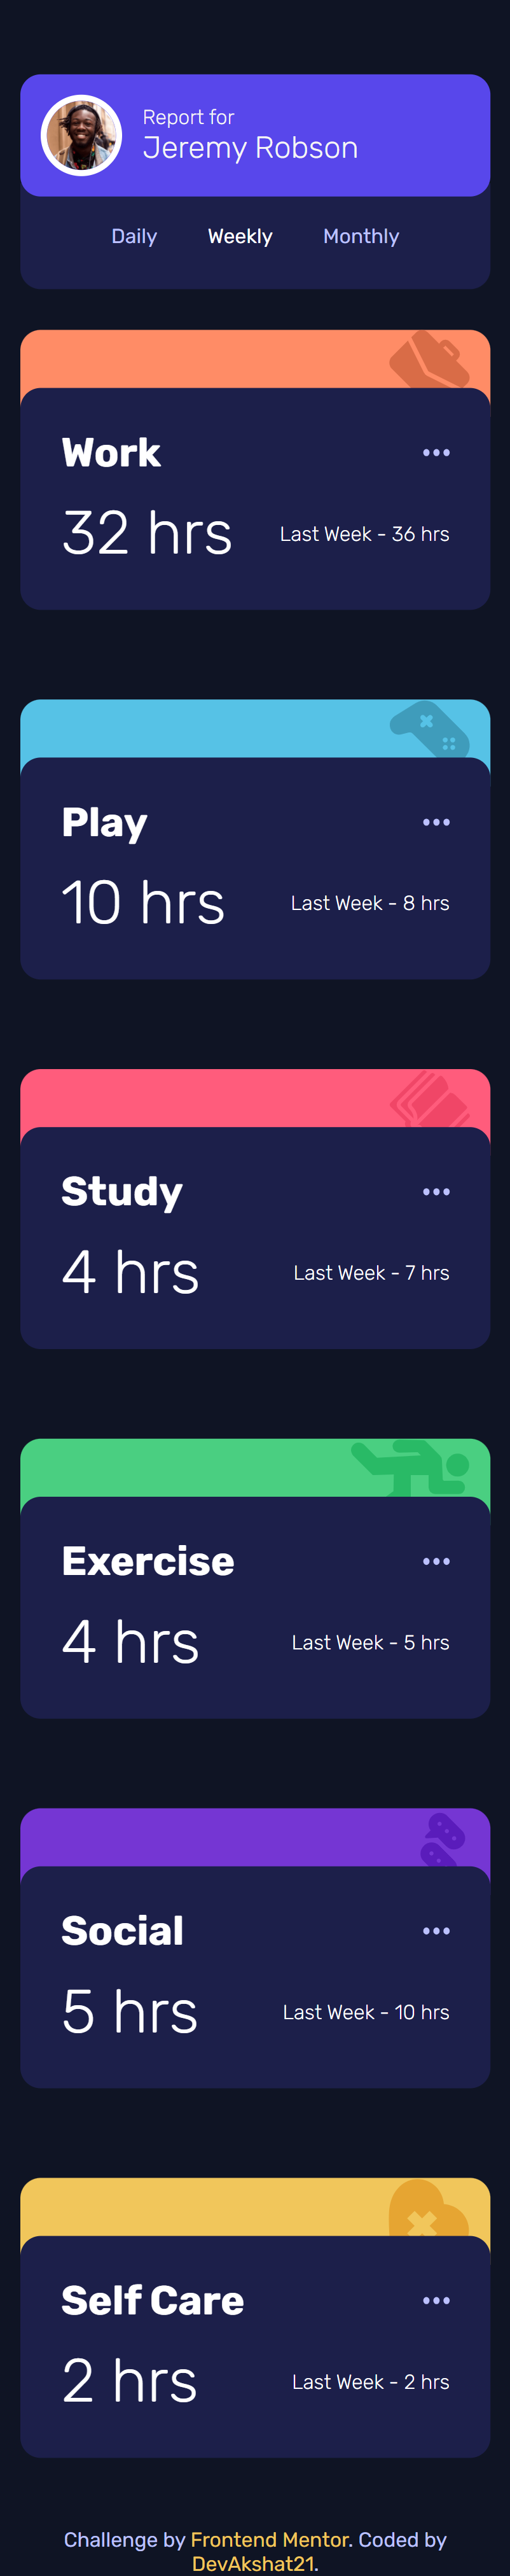 Report for
Jeremy Robson
Daily Weekly Monthly
Work
32 hrs Last Week - 36 hrs
Play
10 hrs Last Week - 8 hrs
Study
4 hrs Last Week - 7 hrs
Exercise
4 hrs Last Week - 5 hrs
Social
5 hrs Last Week - 10 hrs
Self Care
2 hrs Last Week - 2 hrs
Challenge by Frontend Mentor. Coded by
DevAkshat21.